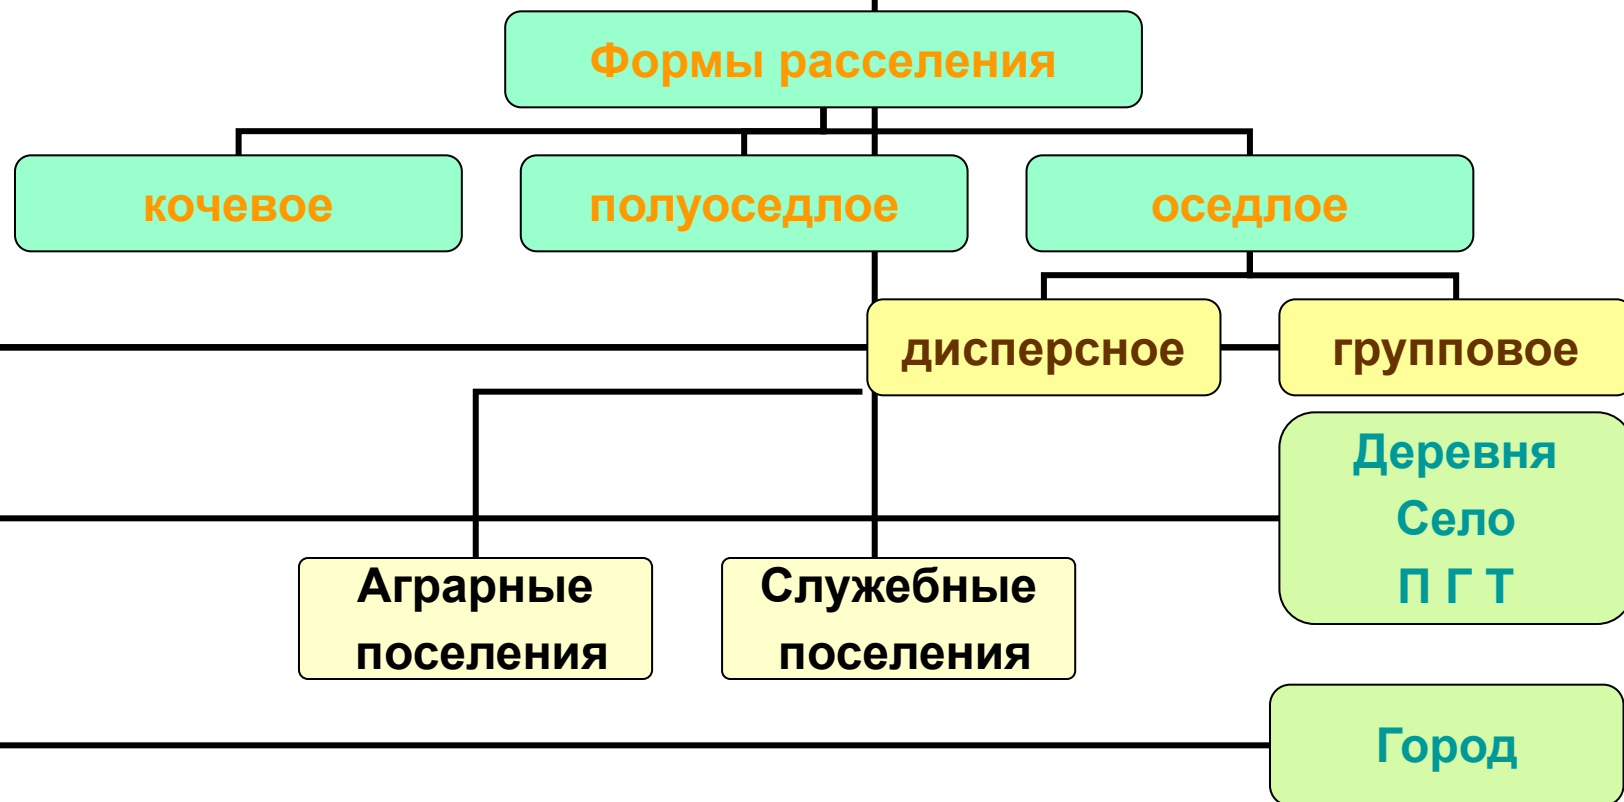 Формы расселения
кочевое
полуоседлое
оседлое
дисперсное
групповое
Деревня
Село
П Г Т
Аграрные
поселения
Служебные
поселения
Город